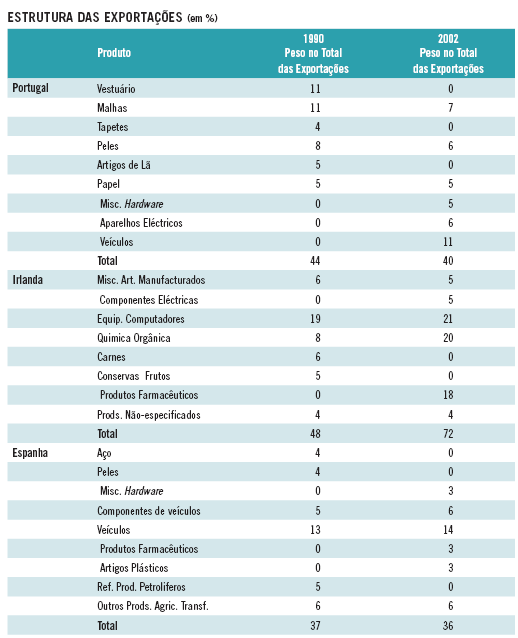 ESTRUTURA DAS EXPORTAÇÕES (em %)
1990 2002
Produto Peso no Total Peso no Total
das Exportações das Exportações
Portugal Vestuário 11 0
Malhas 11 7
Tapetes 4 0
Peles 8 6
Artigos de Lã 5 0
Papel 5 5
Misc. Hardware 0 5
Aparelhos Eléctricos 0 6
Veículos 0 11
Total 44 40
Irlanda Misc. Art. Manufacturados 6 5
Componentes Eléctricas 0 5
Equip. Computadores 19 21
Quimica Orgânica 8 20
Carnes 6 0
Conservas Frutos 5 0
Produtos Farmacêuticos 0 18
Prods. Não-especificados 4 4
Total 48 72
Espanha Aço 4 0
Peles 4 0
Misc. Hardware 0 3
Componentes de veículos 5 6
Veículos 13 14
Produtos Farmacêuticos 0 3
Artigos Plásticos 0 3
Ref. Prod. Petrolíferos 5 0
Outros Prods. Agric. Transf. 6 6
Total 37 36